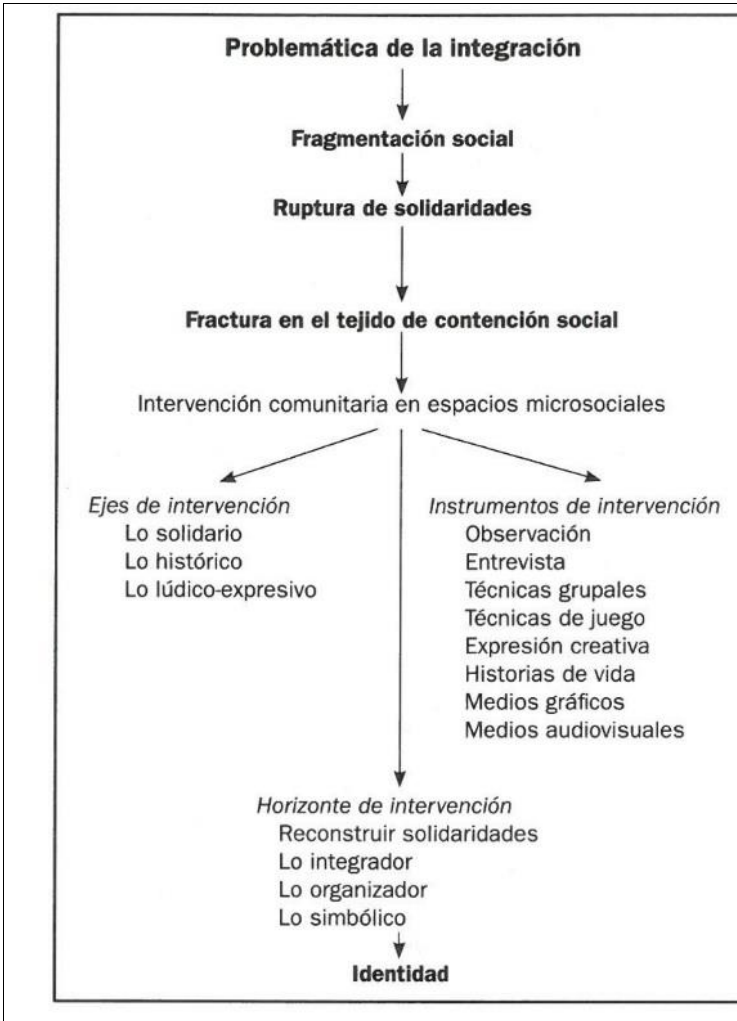 Problemática de la integración
Fragmentación social
Ruptura de solidaridades
Fractura en el tejido de contención social
Intervención comunitaria en espacios microsociales
Ejes de intervención
Lo solidario
Lo histórico
Lo lúdico-expresivo
Instrumentos de intervención
Observación
Entrevista
Técnicas grupales
Técnicas de juego
Expresión creativa
Historias de vida
Medios gráficos
Medios audiovisuales
Horizonte de intervención
Reconstruir solidaridades
Lo integrador
Lo organizador
Lo simbólico
Identidad